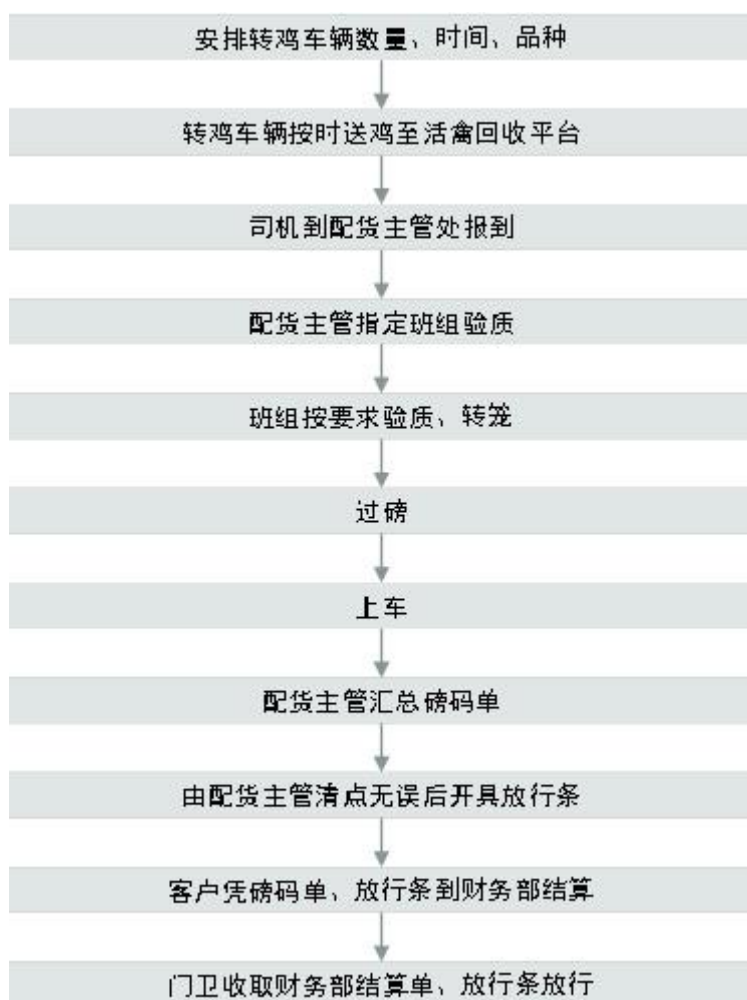 安排转鸡车辆数量、时间、品种
转鸡车辆按时送鸡至活禽回收平台
司机到配货主管处报到
配货主管指定班组验质
班组按要求验质、转笼
过磅
上车
配货主管汇总磅码单
由配货主管清点无误后开具放行条
客户凭磅码单、放行条到财务部结算
门卫收取财务部结算单、放行条放行